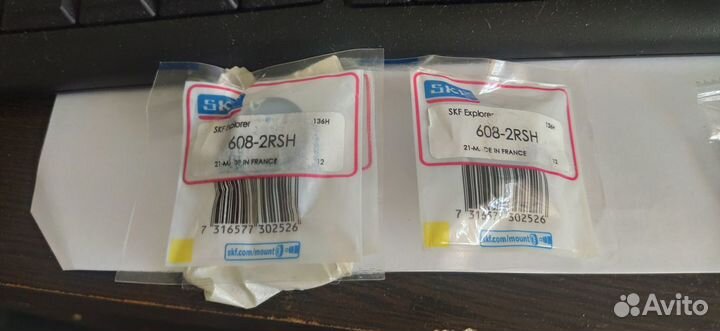 SKF
SKF Explorer
136H
608-2RSH
21-MADE IN FRANCE
12
7 316577 302526
skf.com/mount
SKF
SKF Explorer
136H
608-2RSH
21-MADE IN FRANCE
12
7 316577 302526
skf.com/mount
Avito